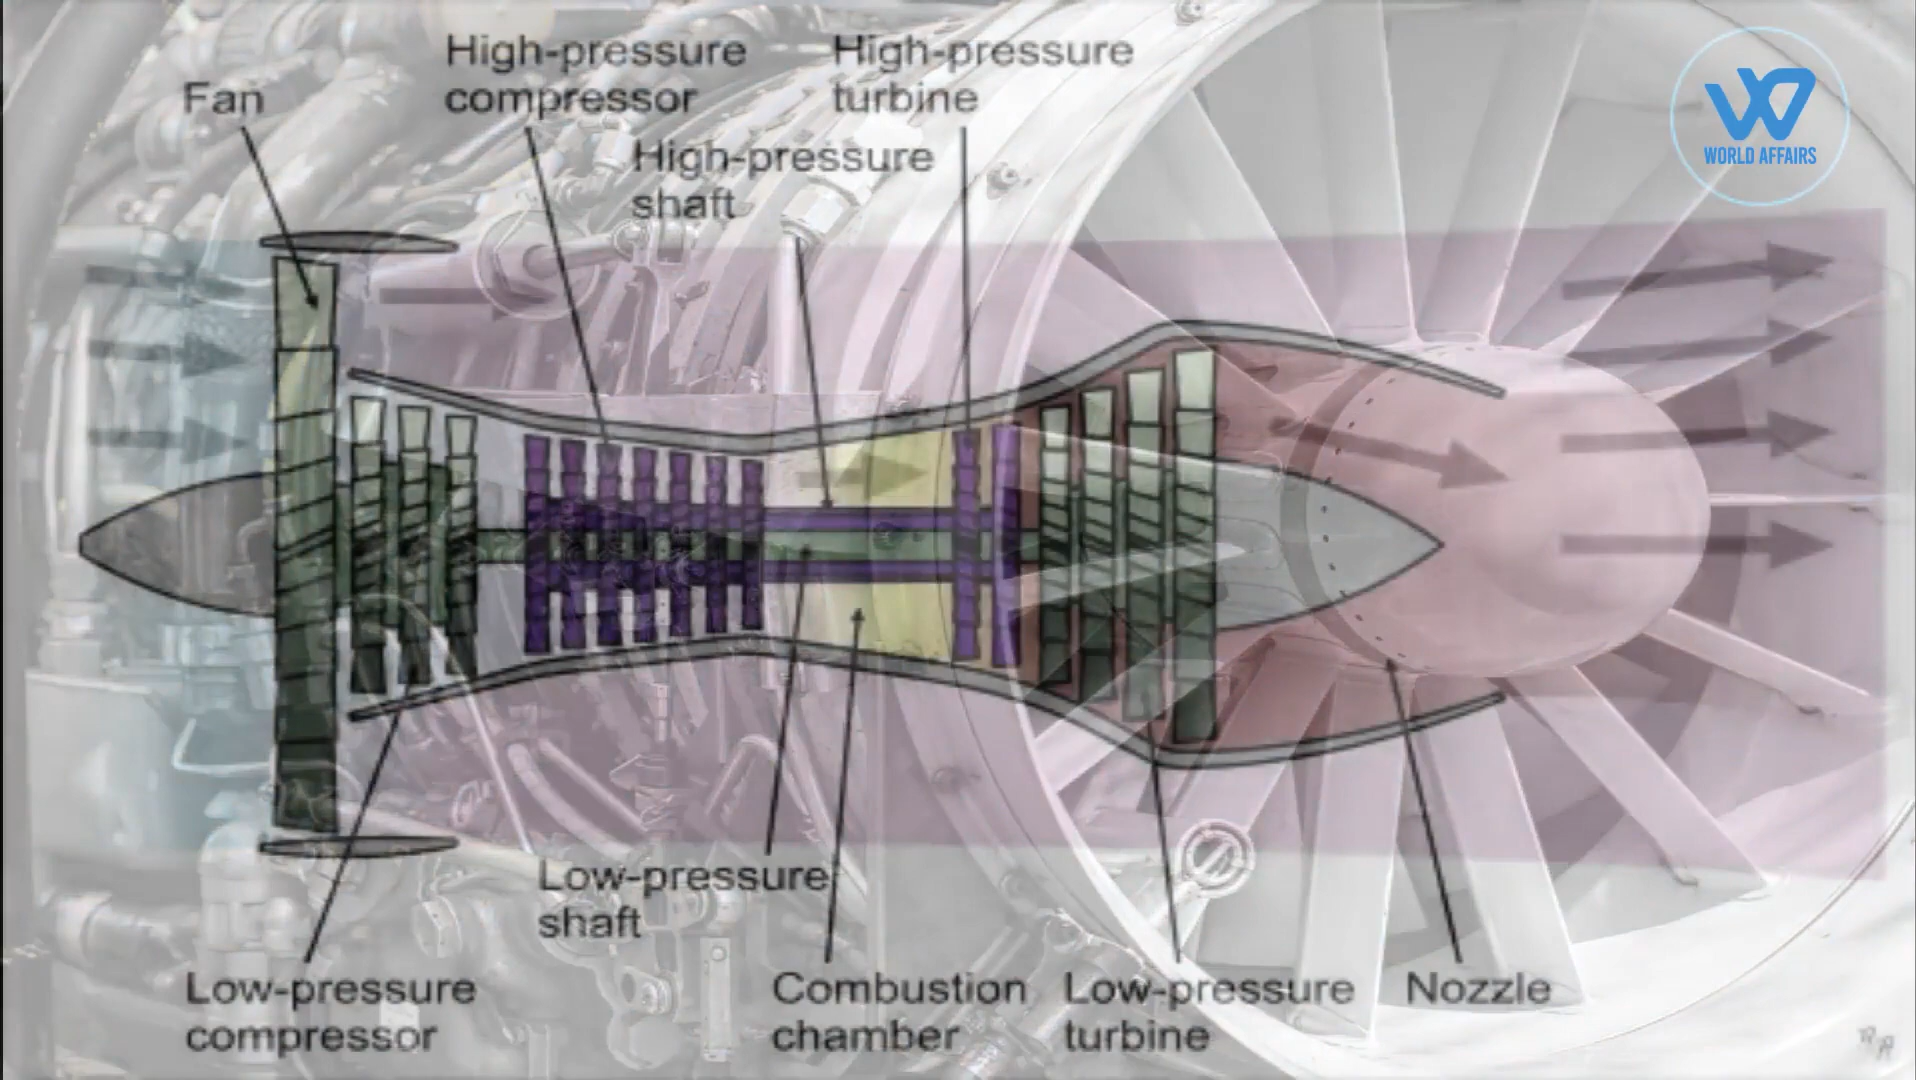 High-pressure
compressor
High-pressure
turbine
Fan
High-pressure
shaft
WORLD AFFAIRS
Low-pressure
shaft
Low-pressure
compressor
Combustion
chamber
Low-pressure
turbine
Nozzle